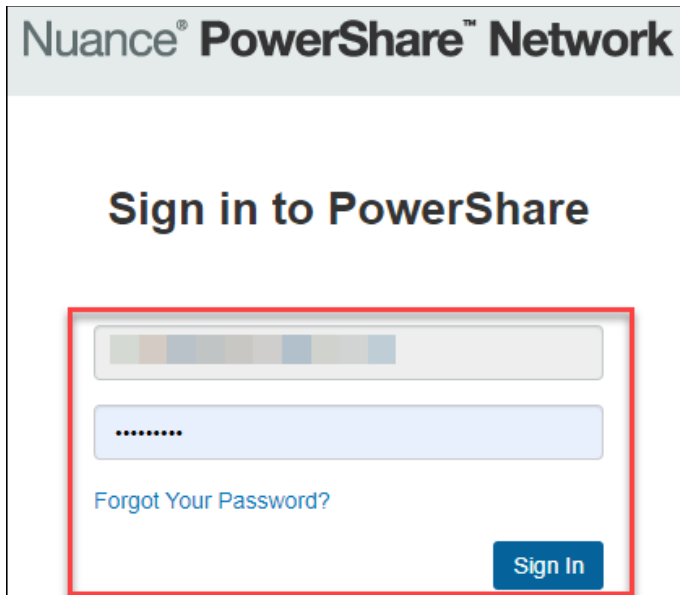 Nuance® PowerShare™ Network
Sign in to PowerShare
•••••••••
Forgot Your Password?
Sign In